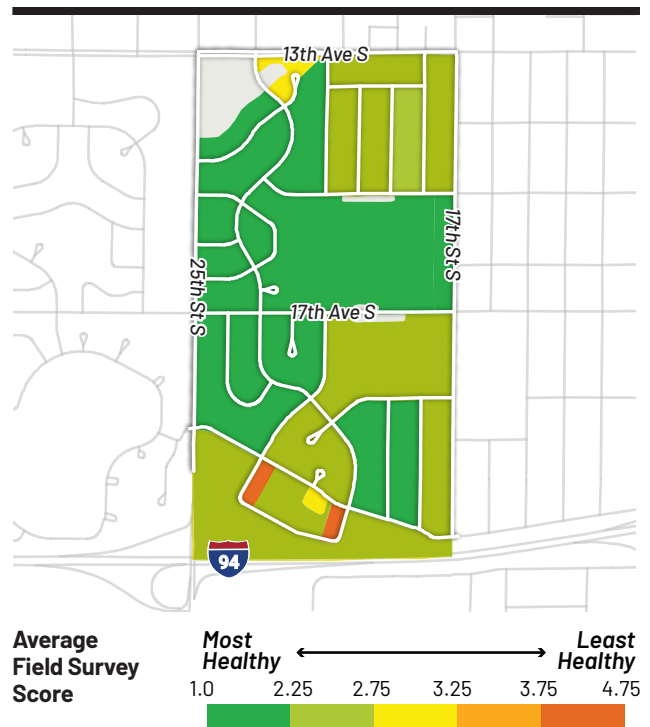 13th Ave S
17th St S
25th St S
17th Ave S
94
Average
Field Survey
Score
Most
Healthy
Least
Healthy
1.0 2.25 2.75 3.25 3.75 4.75